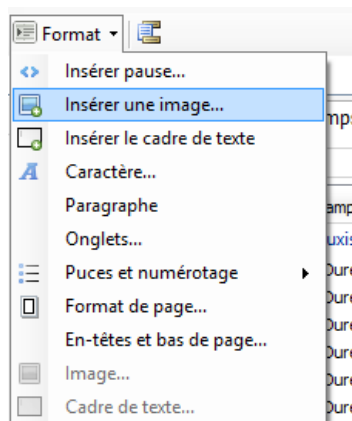 Format
Insérer pause...
Insérer une image...
Insérer le cadre de texte
Caractère...
Paragraphe
Onglets...
Puces et numérotage
Format de page...
En-têtes et bas de page...
Image...
Cadre de texte...